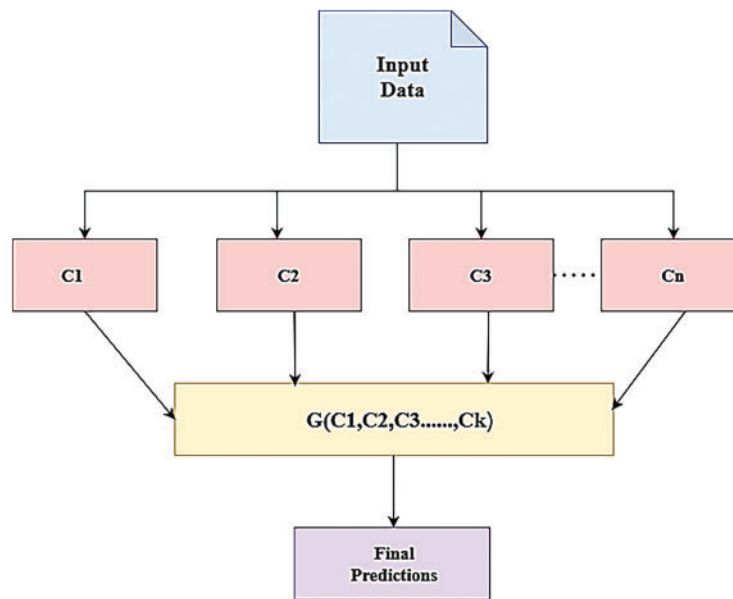 Input
Data
C1
C2
C3
......
Cn
G(C1,C2,C3......,Ck)
Final
Predictions